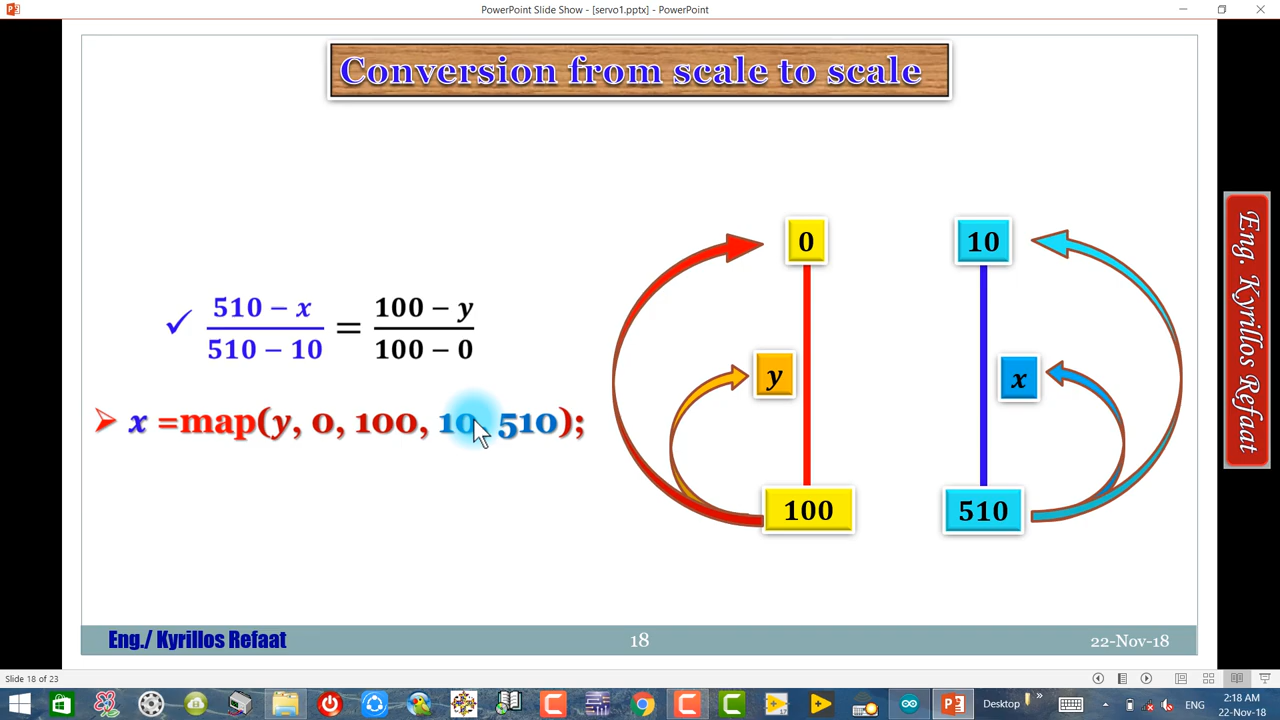 PowerPoint Slide Show - [servo1.pptx] - PowerPoint
Conversion from scale to scale
0
10
510 − x
510 − 10
=
100 − y
100 − 0
y
x
x =map(y, 0, 100, 10, 510);
100
510
Eng. Kyrillos Refaat
Eng./ Kyrillos Refaat
18
22-Nov-18
Slide 18 of 23
Desktop
ENG
2:18 AM
22-Nov-18